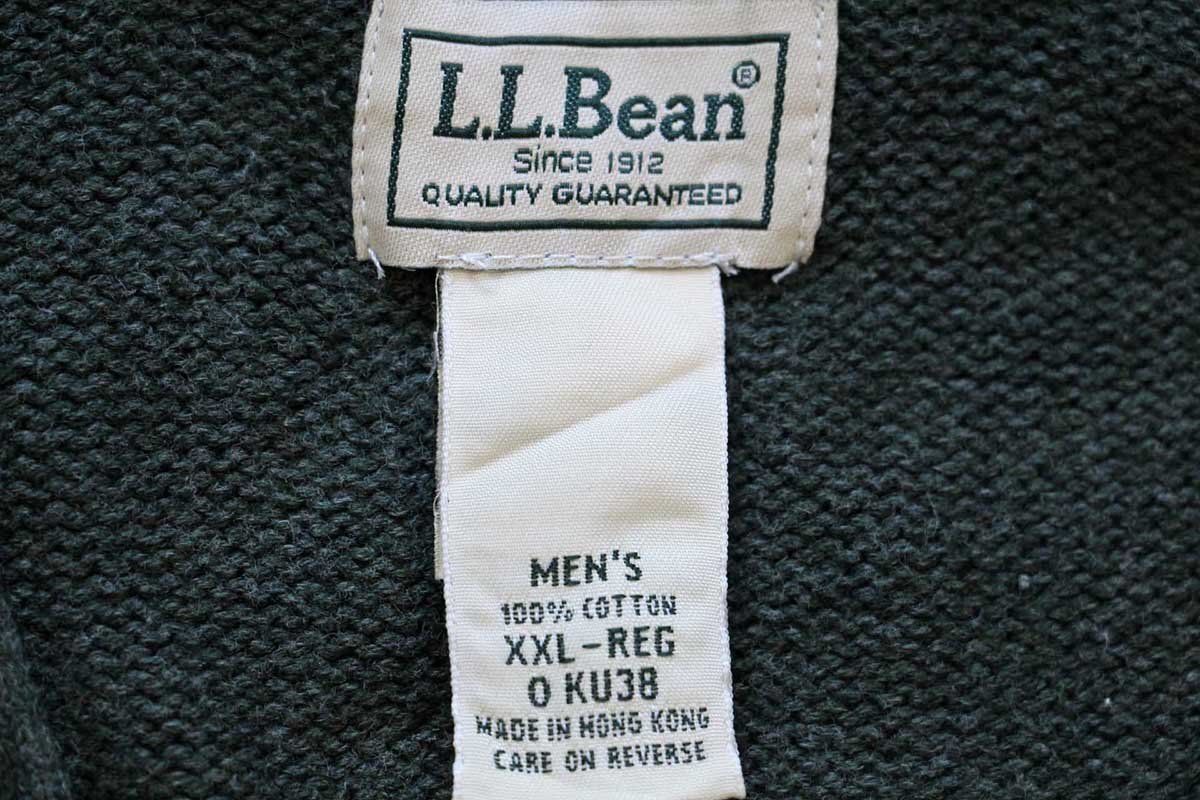 L.L.Bean®
Since 1912
QUALITY GUARANTEED
MEN'S
100% COTTON
XXL-REG
0 KU38
MADE IN HONG KONG
CARE ON REVERSE